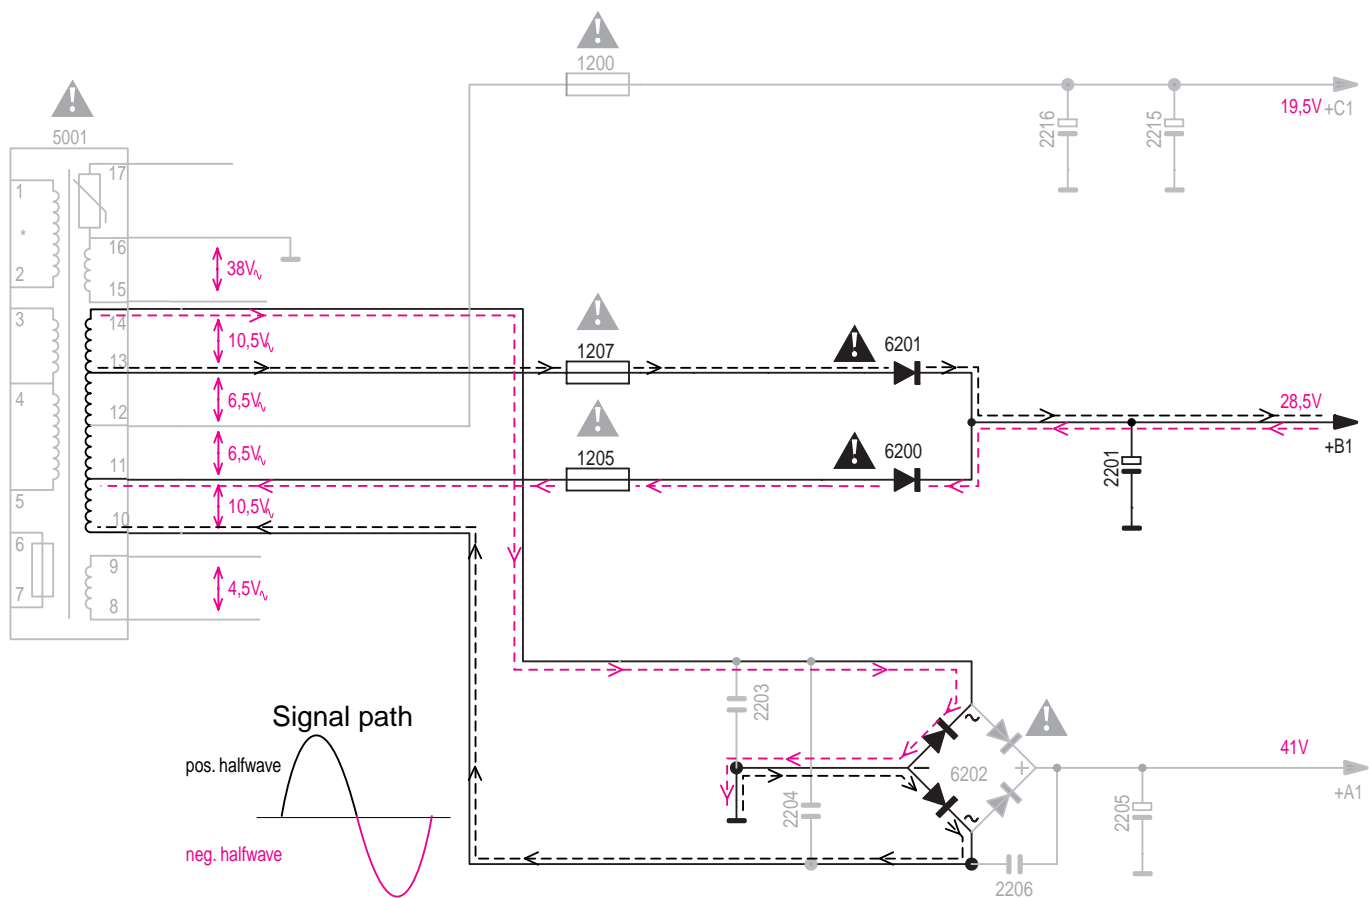 1200
19,5V +C1
2216
2215
5001
17
1
*
16
2
38V~
15
3
14
10,5V~
13
1207
6201
4
6,5V~
12
28,5V
+B1
6,5V~
11
1205
6200
2201
5
10,5V~
10
6
9
7
4,5V~
8
2203
Signal path
~
pos. halfwave
41V
6202
− +
+A1
2204
2205
~
neg. halfwave
2206